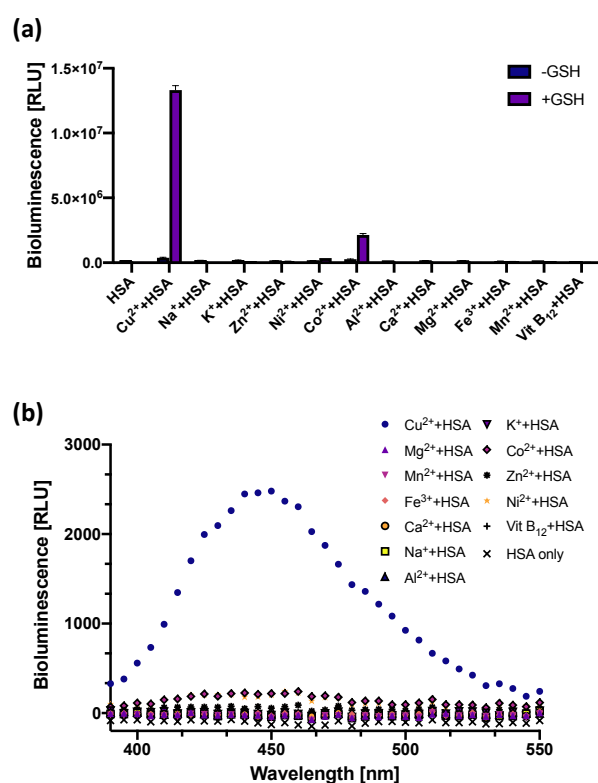 (a)
Bioluminescence [RLU]
1.5×10⁷
1.0×10⁷
5.0×10⁶
0.0
-GSH
+GSH
HSA
Cu²⁺+HSA
Na⁺+HSA
K⁺+HSA
Zn²⁺+HSA
Ni²⁺+HSA
Co²⁺+HSA
Al²⁺+HSA
Ca²⁺+HSA
Mg²⁺+HSA
Fe³⁺+HSA
Mn²⁺+HSA
Vit B₁₂+HSA
(b)
Bioluminescence [RLU]
3000
2000
1000
0
Cu²⁺+HSA
Mg²⁺+HSA
Mn²⁺+HSA
Fe³⁺+HSA
Ca²⁺+HSA
Na⁺+HSA
Al²⁺+HSA
K⁺+HSA
Co²⁺+HSA
Zn²⁺+HSA
Ni²⁺+HSA
Vit B₁₂+HSA
HSA only
400
450
500
550
Wavelength [nm]